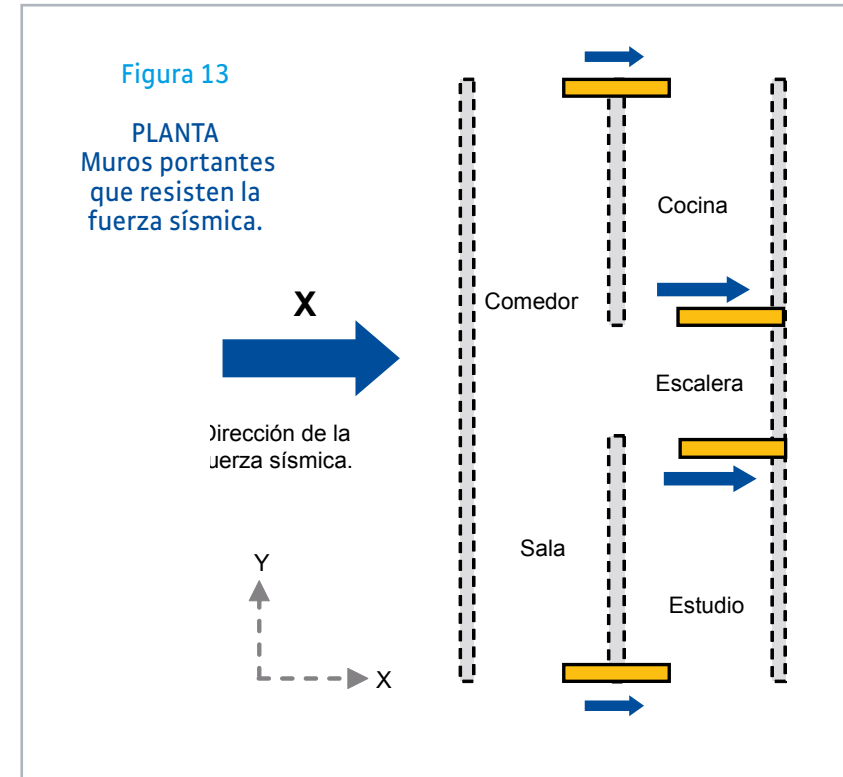 Figura 13
PLANTA
Muros portantes
que resisten la
fuerza sísmica.
X
Dirección de la
uerza sísmica.
Y
X
Comedor
Cocina
Escalera
Sala
Estudio